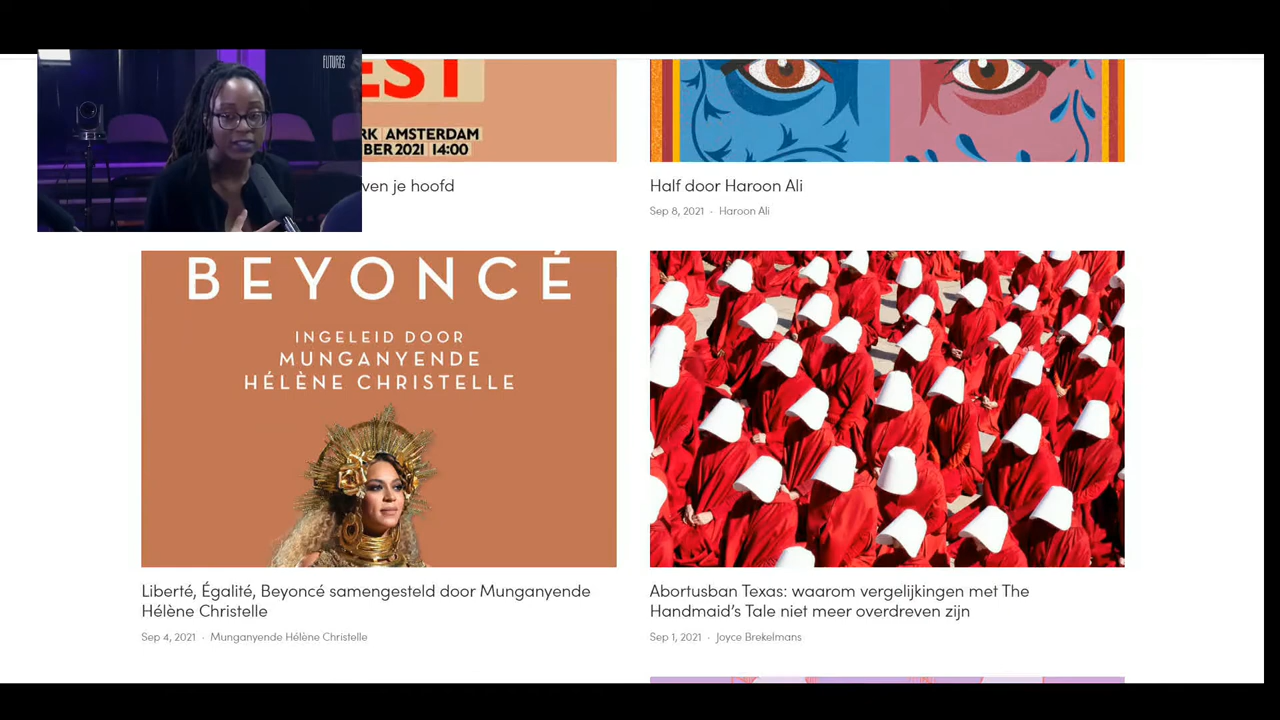 FUTURES
EST
RK AMSTERDAM
BER 2021 14:00
ven je hoofd
Half door Haroon Ali
Sep 8, 2021 · Haroon Ali
BEYONCÉ
INGELEID DOOR
MUNGANYENDE
HÉLÈNE CHRISTELLE
Liberté, Égalité, Beyoncé samengesteld door Munganyende
Hélène Christelle
Sep 4, 2021 · Munganyende Hélène Christelle
Abortusban Texas: waarom vergelijkingen met The
Handmaid’s Tale niet meer overdreven zijn
Sep 1, 2021 · Joyce Brekelmans